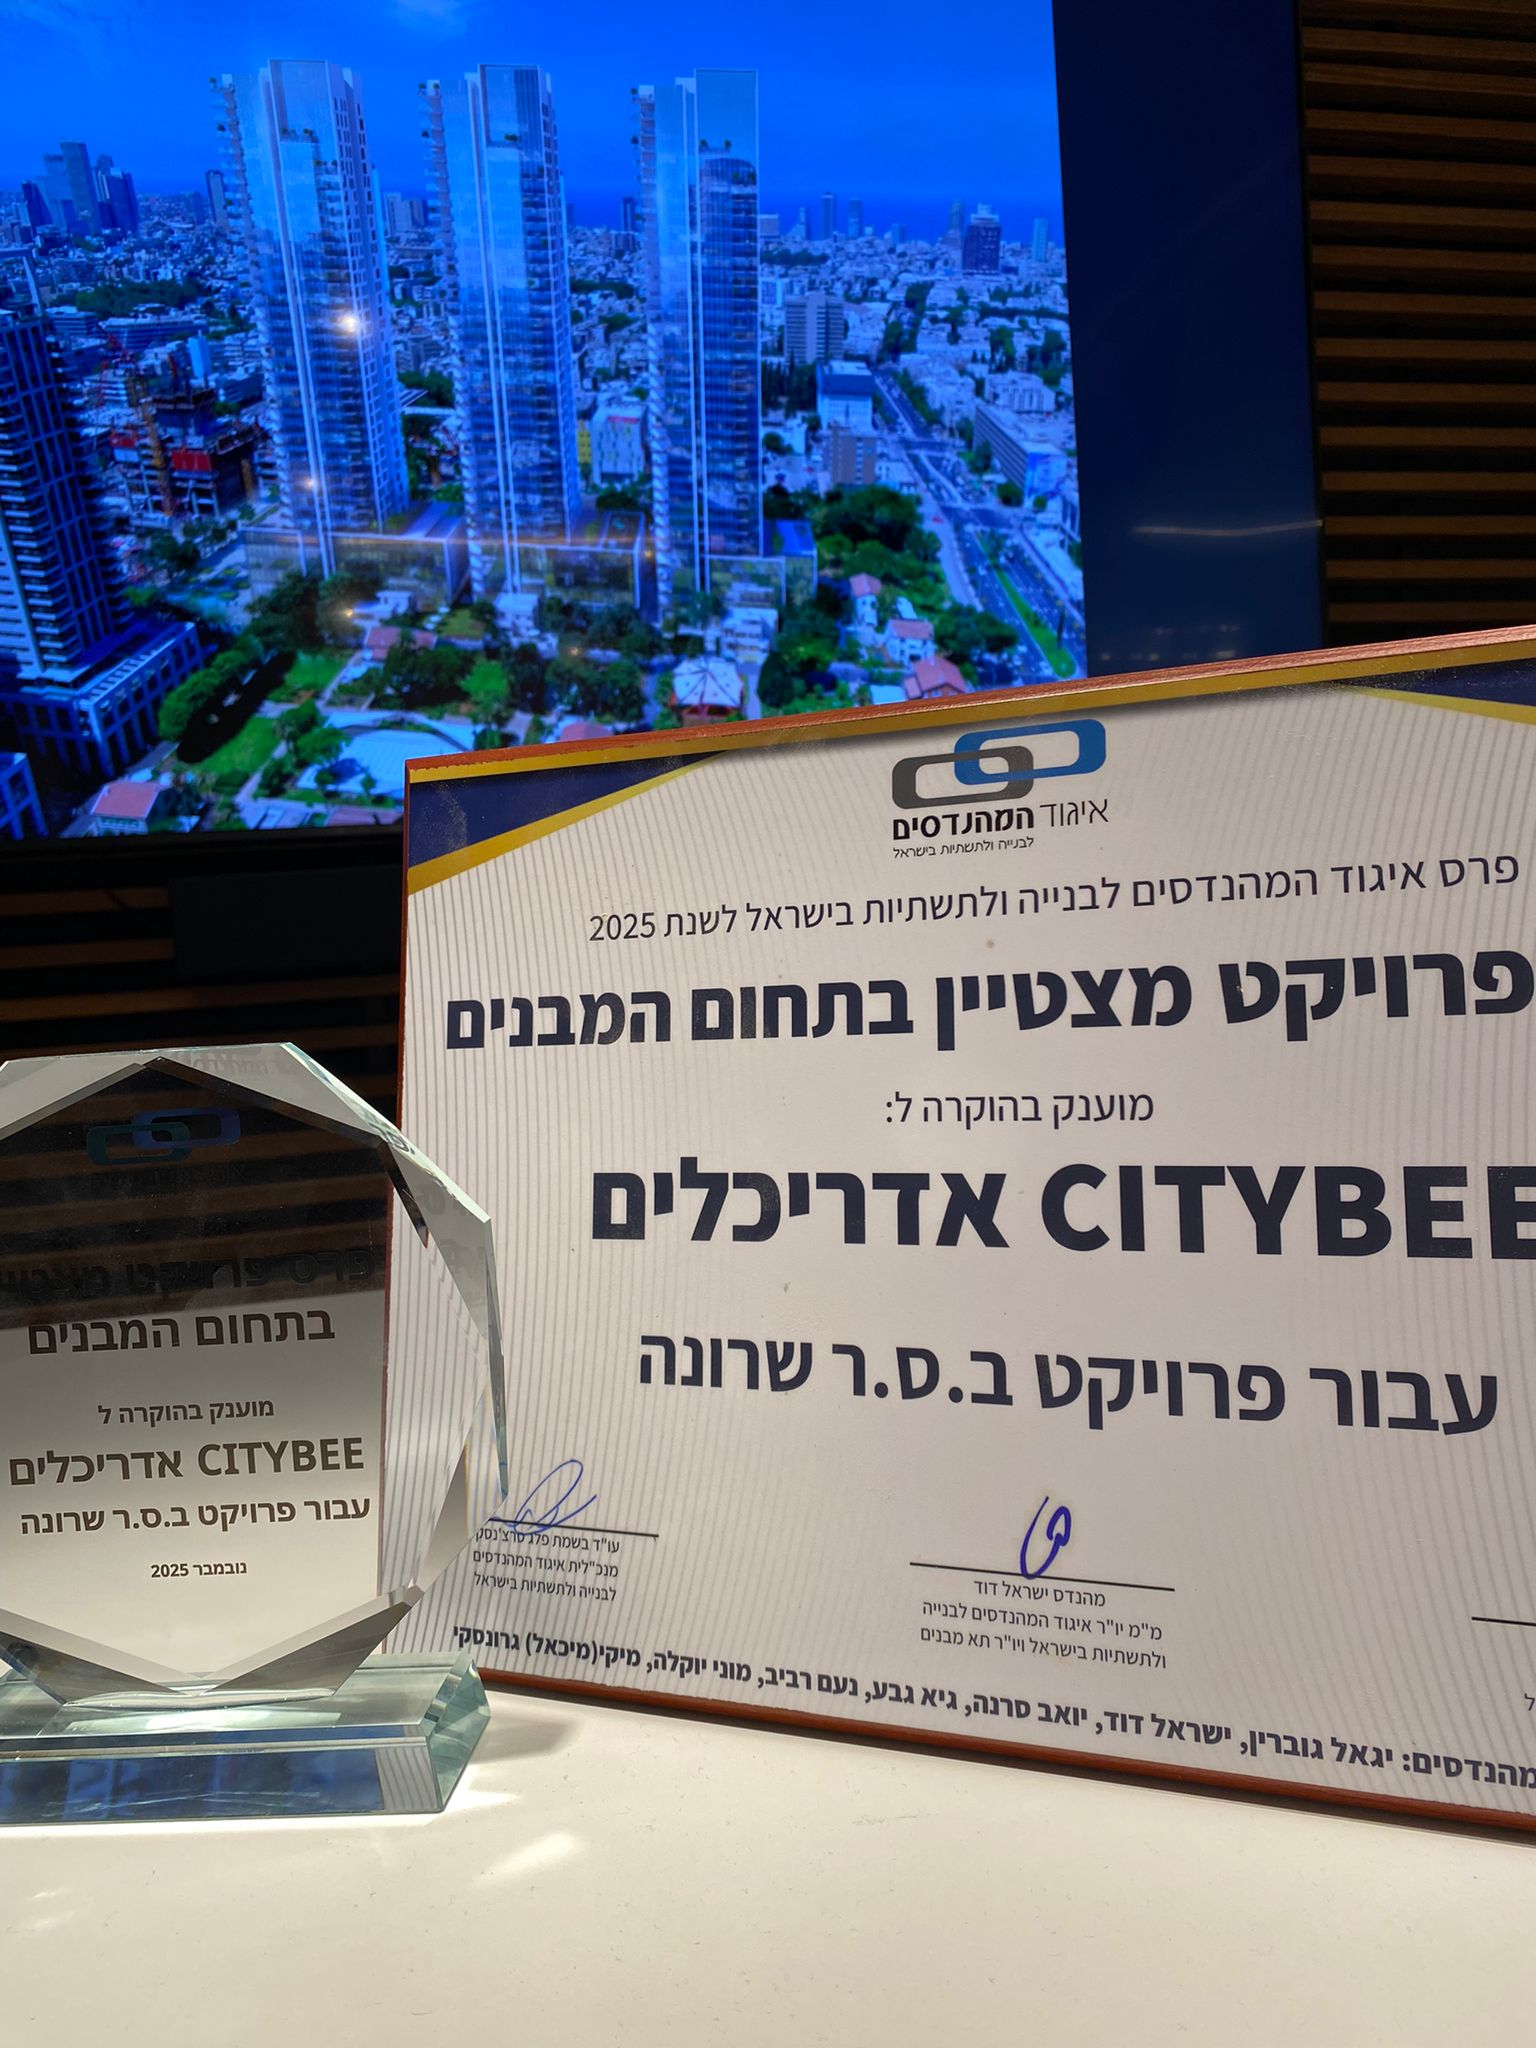 איגוד המהנדסים
לבנייה ולתשתיות בישראל
פרס איגוד המהנדסים לבנייה ולתשתיות בישראל לשנת 2025
פרויקט מצטיין בתחום המבנים
מוענק בהוקרה ל:
CITYBEE אדריכלים
עבור פרויקט ב.ס.ר שרונה
מהנדס ישראל דוד
מ"מ יו"ר איגוד המהנדסים לבנייה
ולתשתיות בישראל ויו"ר תא מבנים
עו"ד בשמת פלג
מנכ"לית איגוד המהנדסים
לבנייה ולתשתיות בישראל
מהנדסים: יגאל גוברין, ישראל דוד, יואב סרנה, גיא גבע, נעם רביב, מוני יוקלה, מיקי(מיכאל) גרונסקי
פרס פרויקט
בתחום המבנים
מוענק בהוקרה ל
CITYBEE אדריכלים
עבור פרויקט ב.ס.ר שרונה
נובמבר 2025